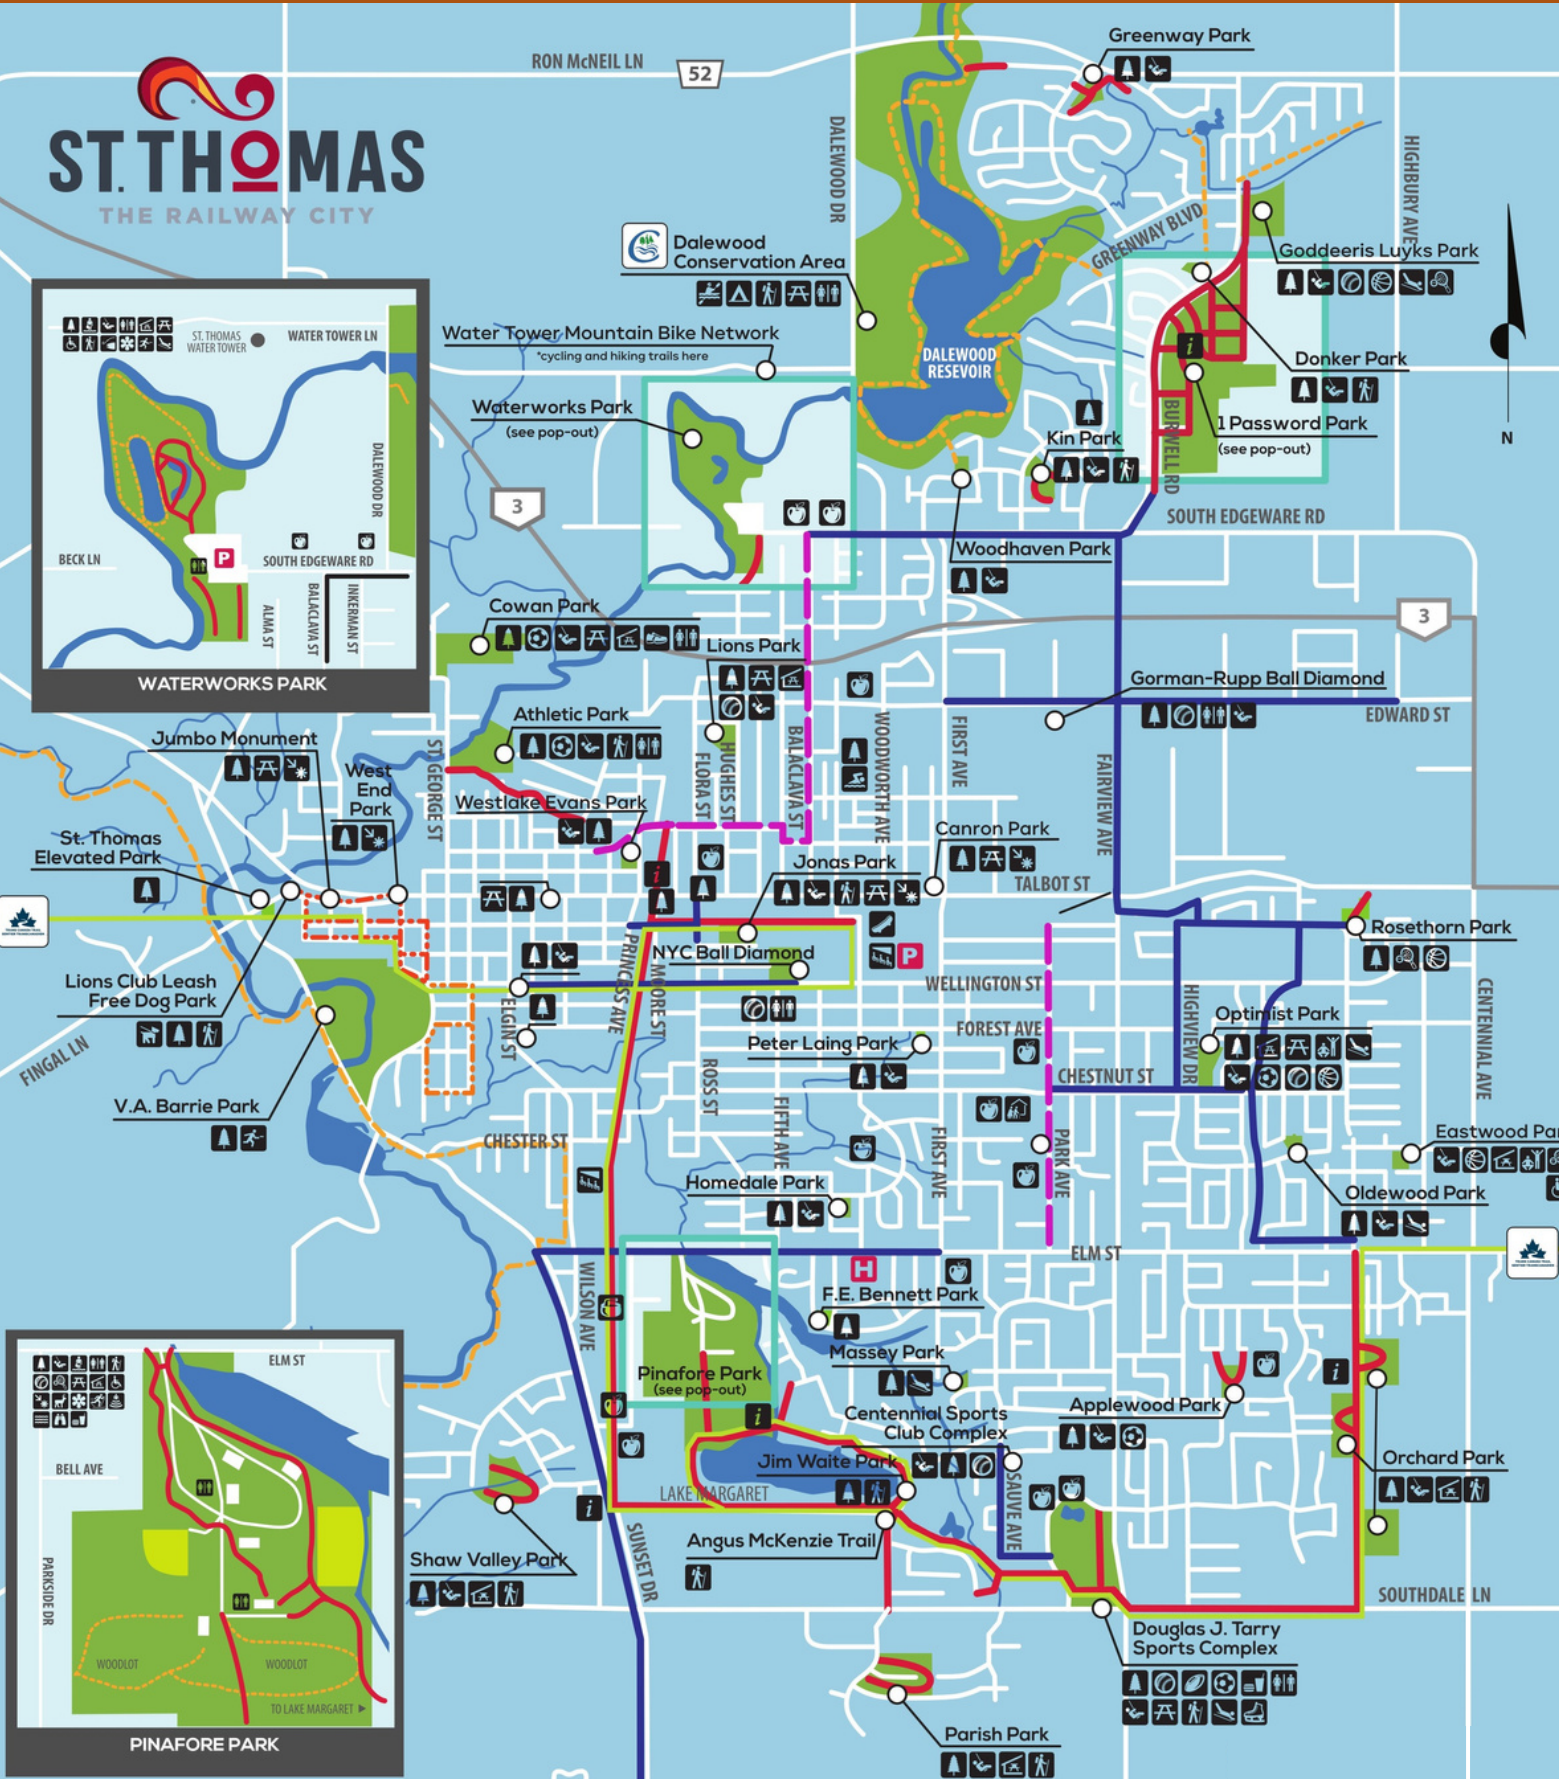 RON McNEIL LN
52
Greenway Park
ST. THOMAS
THE RAILWAY CITY
DALEWOOD DR
HIGHBURY AVE
GREENWAY BLVD
Goddeeris Luyks Park
Dalewood
Conservation Area
Water Tower Mountain Bike Network
*cycling and hiking trails here
DALEWOOD
RESEVOIR
i
Donker Park
Waterworks Park
(see pop-out)
1 Password Park
(see pop-out)
BURWELL RD
Kin Park
N
ST. THOMAS
WATER TOWER
WATER TOWER LN
DALEWOOD DR
BECK LN
P
SOUTH EDGEWARE RD
ALMA ST
BALACLAVA ST
INKERMAN ST
WATERWORKS PARK
3
SOUTH EDGEWARE RD
Woodhaven Park
Cowan Park
3
Lions Park
Gorman-Rupp Ball Diamond
EDWARD ST
Athletic Park
Jumbo Monument
ST. GEORGE ST
West
End
Park
FLORA ST
HUGHES ST
BALACLAVA ST
WOODWORTH AVE
FIRST AVE
FAIRVIEW AVE
Westlake Evans Park
St. Thomas
Elevated Park
Canron Park
Jonas Park
i
TALBOT ST
Rosethorn Park
NYC Ball Diamond
P
PRINCESS AVE
MOORE ST
WELLINGTON ST
Lions Club Leash
Free Dog Park
ELGIN ST
HIGHVIEW DR
CENTENNIAL AVE
Optimist Park
FOREST AVE
Peter Laing Park
FINGAL LN
ROSS ST
CHESTNUT ST
V.A. Barrie Park
FIFTH AVE
CHESTER ST
FIRST AVE
PARK AVE
Eastwood Par
Homedale Park
Oldewood Park
ELM ST
WILSON AVE
H
F.E. Bennett Park
Massey Park
Pinafore Park
(see pop-out)
i
i
Applewood Park
Centennial Sports
Club Complex
Jim Waite Park
Orchard Park
LAKE MARGARET
SAUVE AVE
i
SUNSET DR
Angus McKenzie Trail
Shaw Valley Park
SOUTHDALE LN
Douglas J. Tarry
Sports Complex
Parish Park
ELM ST
BELL AVE
PARKSIDE DR
WOODLOT
WOODLOT
TO LAKE MARGARET
PINAFORE PARK